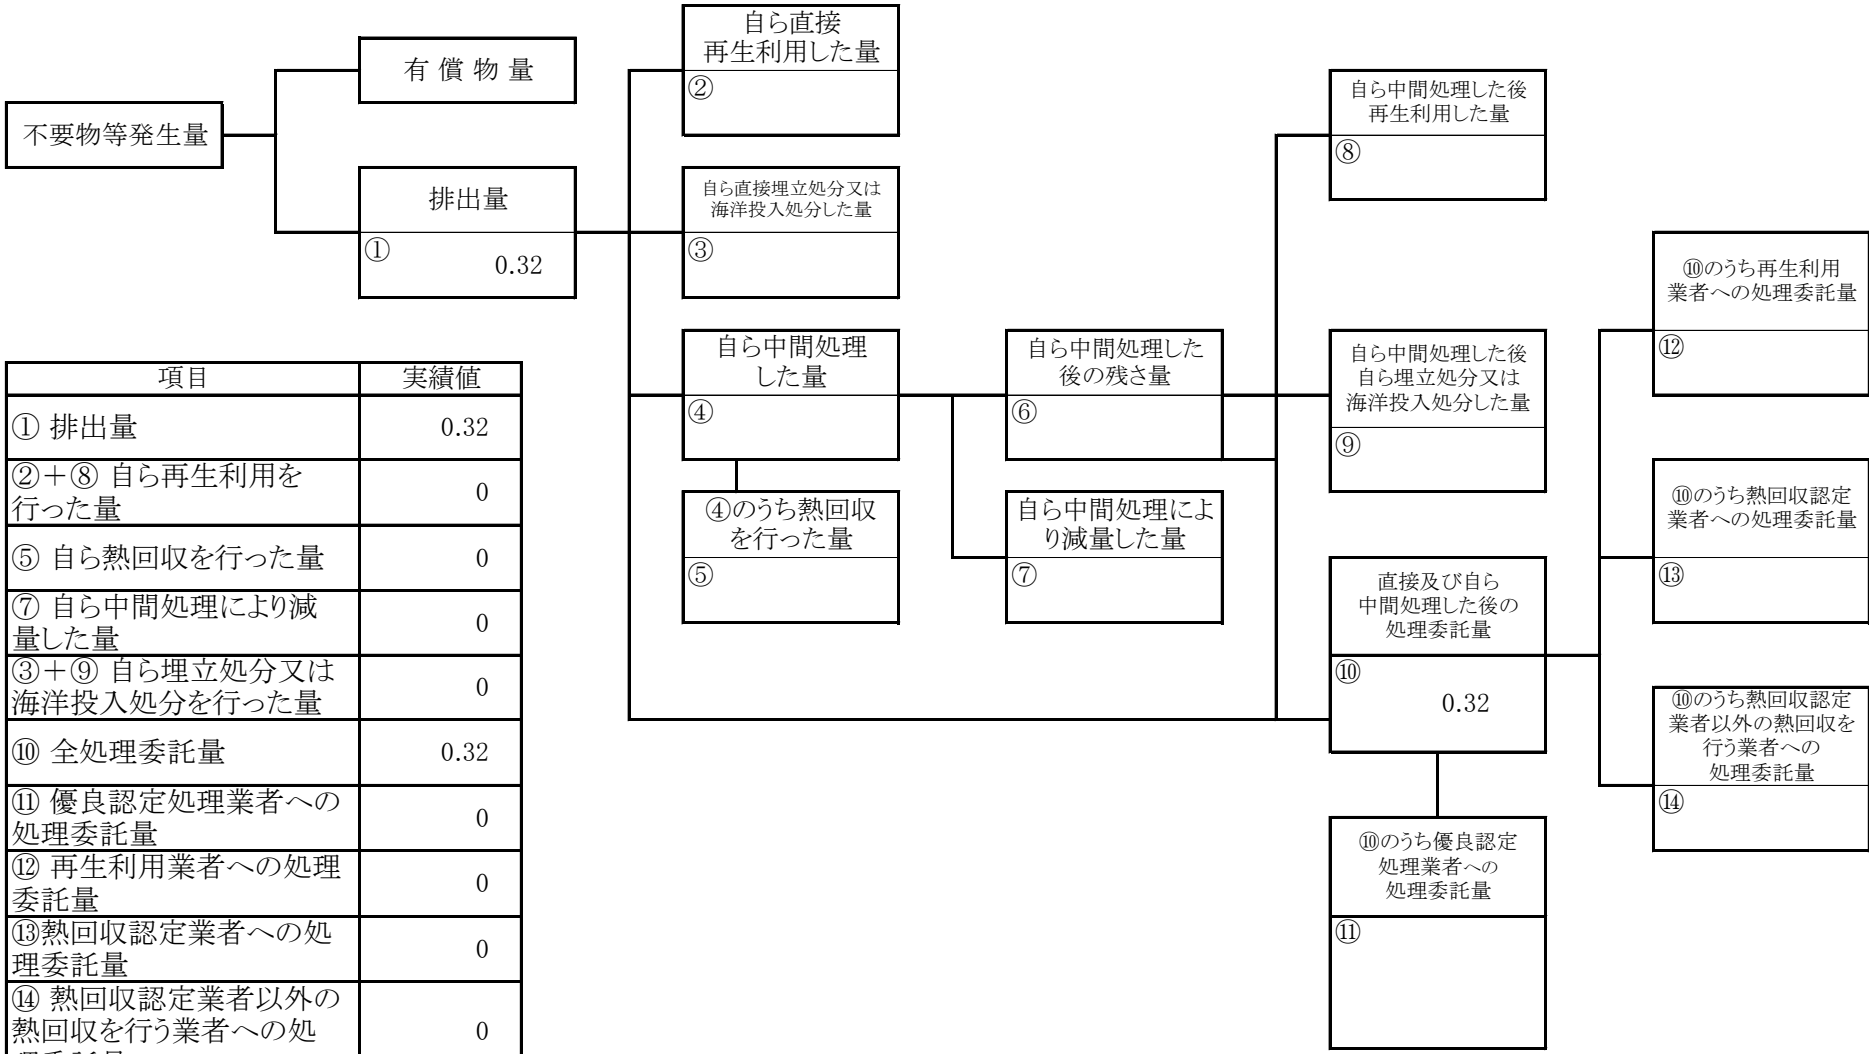 不要物等発生量
有 償 物 量
排出量
①
0.32
自ら直接
再生利用した量
②
自ら直接埋立処分又は
海洋投入処分した量
③
自ら中間処理
した量
④
④のうち熱回収
を行った量
⑤
自ら中間処理した
後の残さ量
⑥
自ら中間処理によ
り減量した量
⑦
自ら中間処理した後
再生利用した量
⑧
自ら中間処理した後
自ら埋立処分又は
海洋投入処分した量
⑨
直接及び自ら
中間処理した後の
処理委託量
⑩
0.32
⑩のうち優良認定
処理業者への
処理委託量
⑪
⑩のうち再生利用
業者への処理委託量
⑫
⑩のうち熱回収認定
業者への処理委託量
⑬
⑩のうち熱回収認定
業者以外の熱回収を
行う業者への
処理委託量
⑭
項目 実績値
① 排出量 0.32
②＋⑧ 自ら再生利用を
行った量 0
⑤ 自ら熱回収を行った量 0
⑦ 自ら中間処理により減
量した量 0
③＋⑨ 自ら埋立処分又は
海洋投入処分を行った量 0
⑩ 全処理委託量 0.32
⑪ 優良認定処理業者への
処理委託量 0
⑫ 再生利用業者への処理
委託量 0
⑬熱回収認定業者への処
理委託量 0
⑭ 熱回収認定業者以外の
熱回収を行う業者への処 0